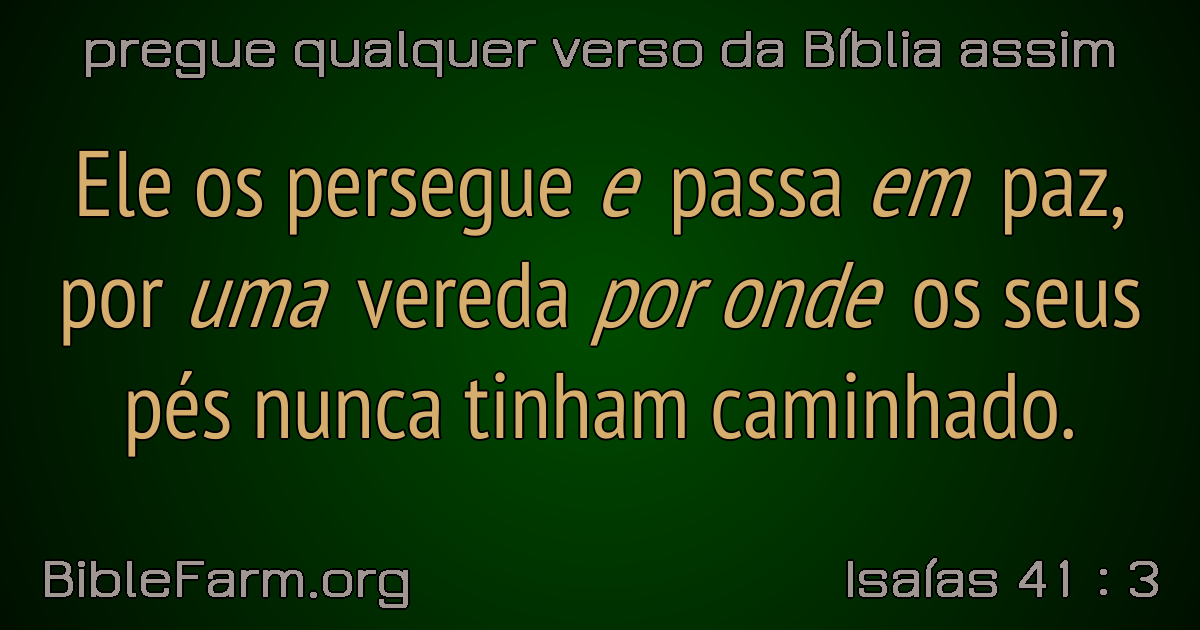 pregue qualquer verso da Bíblia assim
Ele os persegue e passa em paz,
por uma vereda por onde os seus
pés nunca tinham caminhado.
BibleFarm.org
Isaías 41 : 3